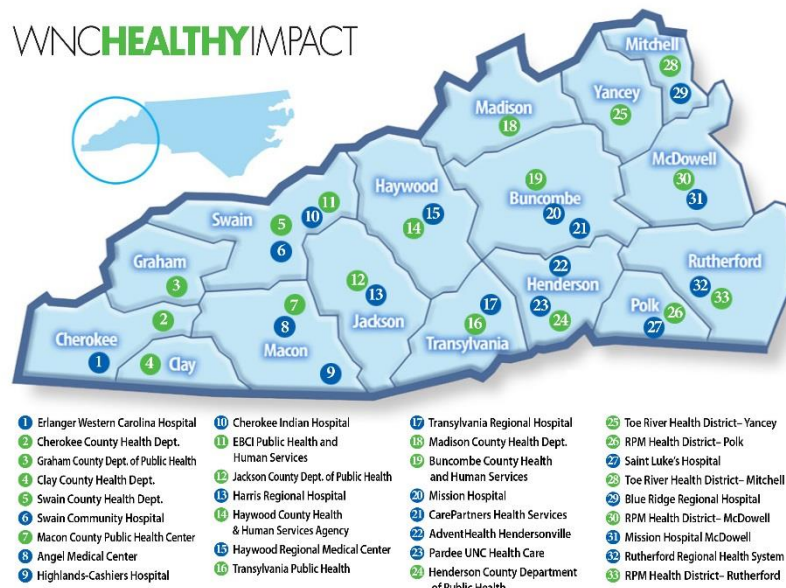 WNCHEALTHYIMPACT
Mitchell
28
29
Yancey
25
Madison
18
McDowell
30
31
19
Buncombe
20
21
Haywood
15
14
Swain
11
10
5
6
Graham
3
12
13
Jackson
22
Henderson
23
24
Rutherford
32
33
Polk
26
27
17
16
Transylvania
7
8
Macon
9
2
Cherokee
1
4
Clay
1 Erlanger Western Carolina Hospital
2 Cherokee County Health Dept.
3 Graham County Dept. of Public Health
4 Clay County Health Dept.
5 Swain County Health Dept.
6 Swain Community Hospital
7 Macon County Public Health Center
8 Angel Medical Center
9 Highlands-Cashiers Hospital
10 Cherokee Indian Hospital
11 EBCI Public Health and
Human Services
12 Jackson County Dept. of Public Health
13 Harris Regional Hospital
14 Haywood County Health
& Human Services Agency
15 Haywood Regional Medical Center
16 Transylvania Public Health
17 Transylvania Regional Hospital
18 Madison County Health Dept.
19 Buncombe County Health
and Human Services
20 Mission Hospital
21 CarePartners Health Services
22 AdventHealth Hendersonville
23 Pardee UNC Health Care
24 Henderson County Department
of Public Health
25 Toe River Health District– Yancey
26 RPM Health District– Polk
27 Saint Luke's Hospital
28 Toe River Health District– Mitchell
29 Blue Ridge Regional Hospital
30 RPM Health District– McDowell
31 Mission Hospital McDowell
32 Rutherford Regional Health System
33 RPM Health District– Rutherford